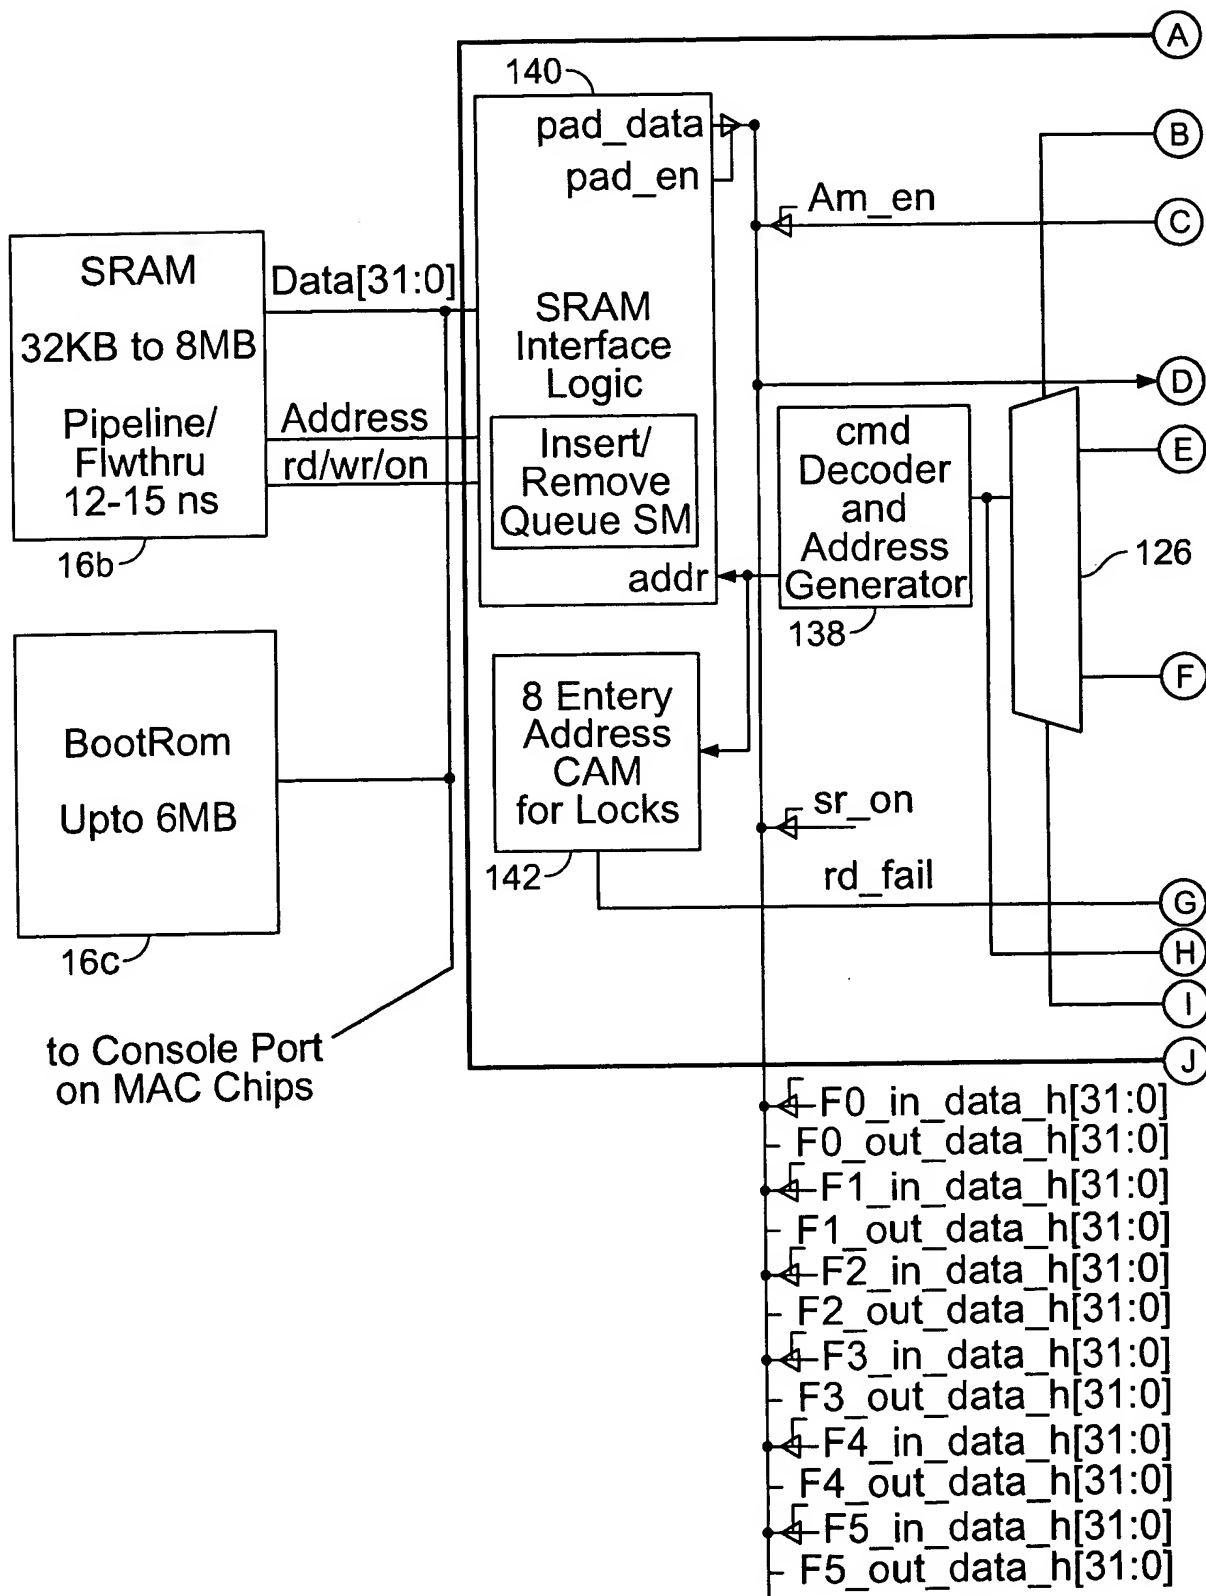 A
140
pad_data
pad_en
B
Am_en
C
SRAM
32KB to 8MB
Pipeline/
Flwthru
12-15 ns
16b
Data[31:0]
Address
rd/wr/on
SRAM
Interface
Logic
Insert/
Remove
Queue SM
addr
D
cmd
Decoder
and
Address
Generator
138
E
126
F
BootRom
Upto 6MB
16c
8 Entery
Address
CAM
for Locks
142
sr_on
rd_fail
G
H
I
J
to Console Port
on MAC Chips
F0_in_data_h[31:0]
F0_out_data_h[31:0]
F1_in_data_h[31:0]
F1_out_data_h[31:0]
F2_in_data_h[31:0]
F2_out_data_h[31:0]
F3_in_data_h[31:0]
F3_out_data_h[31:0]
F4_in_data_h[31:0]
F4_out_data_h[31:0]
F5_in_data_h[31:0]
F5_out_data_h[31:0]